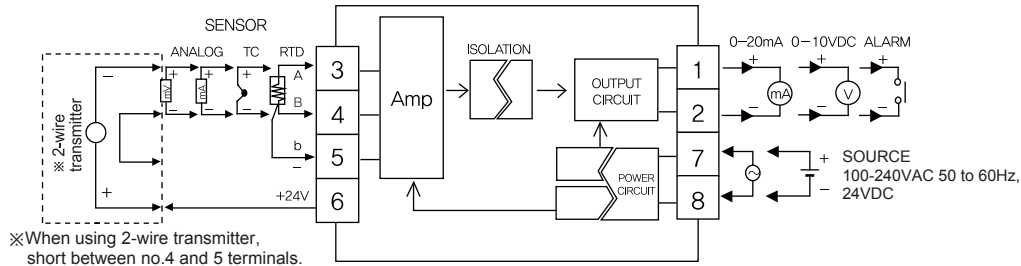 SENSOR
ANALOG TC RTD
※ 2-wire
transmitter
− + + + A
mV mA
− − − B
b
−
+ +24V
3
4
5
6
Amp
ISOLATION
OUTPUT
CIRCUIT
POWER
CIRCUIT
1
2
7
8
0-20mA 0-10VDC ALARM
+ + +
mA V
− − −
+ SOURCE
100-240VAC 50 to 60Hz,
− 24VDC
※When using 2-wire transmitter,
short between no.4 and 5 terminals.